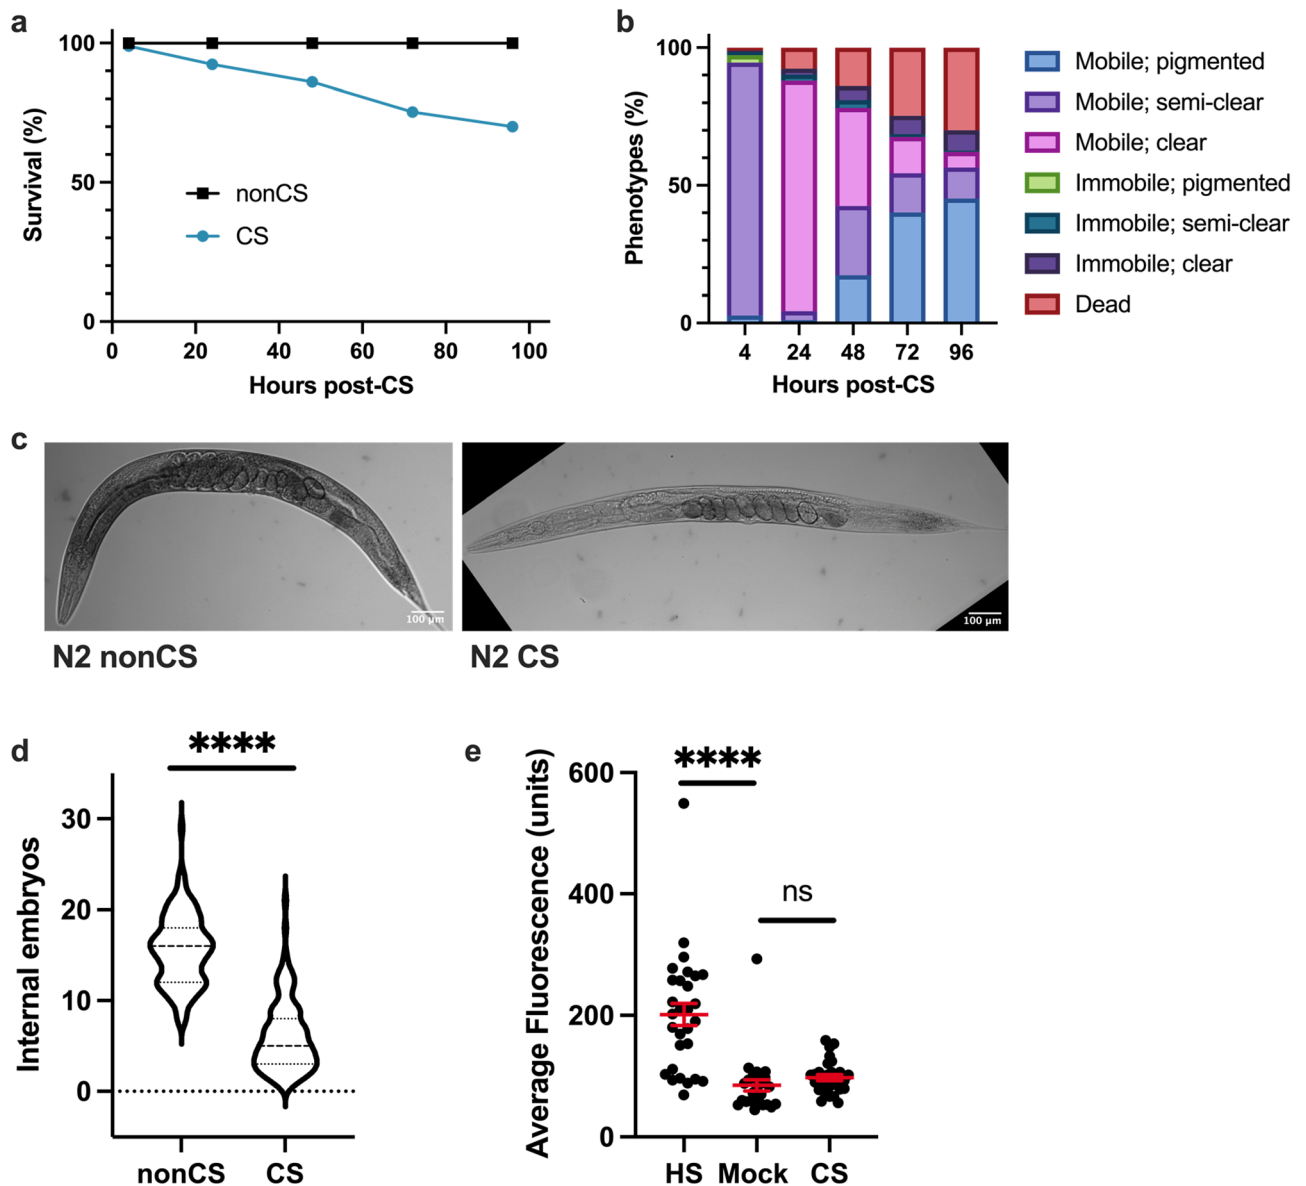 a
Survival (%)
100
50
0
nonCS
CS
0 20 40 60 80 100
Hours post-CS
b
Phenotypes (%)
100
50
0
4 24 48 72 96
Hours post-CS
Mobile; pigmented
Mobile; semi-clear
Mobile; clear
Immobile; pigmented
Immobile; semi-clear
Immobile; clear
Dead
c
100 µm
100 µm
N2 nonCS
N2 CS
d
****
Internal embryos
30
20
10
0
nonCS CS
e
Average Fluorescence (units)
****
ns
600
400
200
0
HS Mock CS